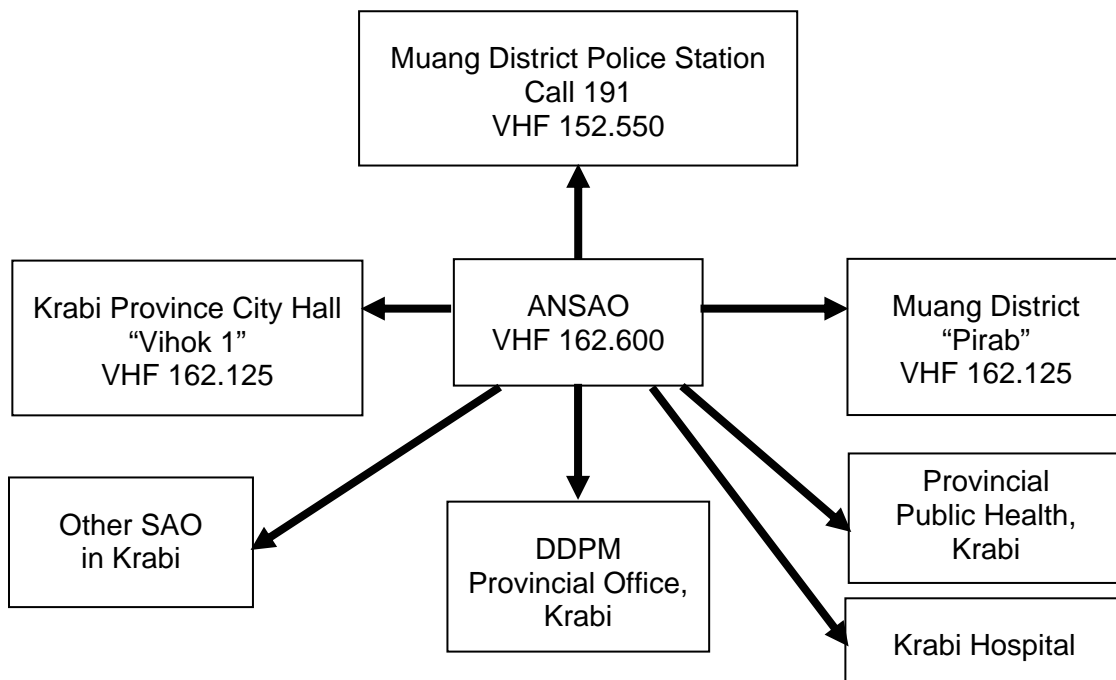 Muang District Police Station
Call 191
VHF 152.550
Krabi Province City Hall
“Vihok 1”
VHF 162.125
ANSAO
VHF 162.600
Muang District
“Pirab”
VHF 162.125
Other SAO
in Krabi
DDPM
Provincial Office,
Krabi
Provincial
Public Health,
Krabi
Krabi Hospital